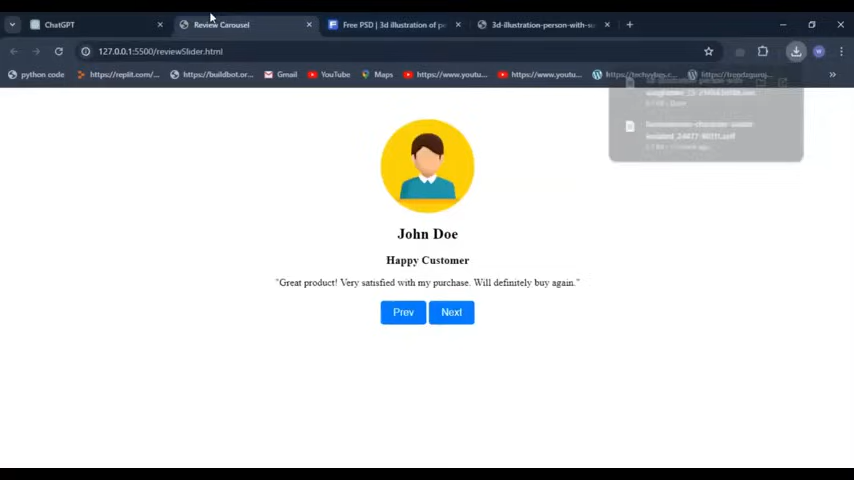 ChatGPT
Review Carousel
Free PSD | 3d illustration of pe
3d-illustration-person-with-su
127.0.0.1:5500/reviewSlider.html
python code
https://replit.com/...
https://buildbot.or...
Gmail
YouTube
Maps
https://www.youtu...
https://www.youtu...
John Doe
Happy Customer
"Great product! Very satisfied with my purchase. Will definitely buy again."
Prev
Next